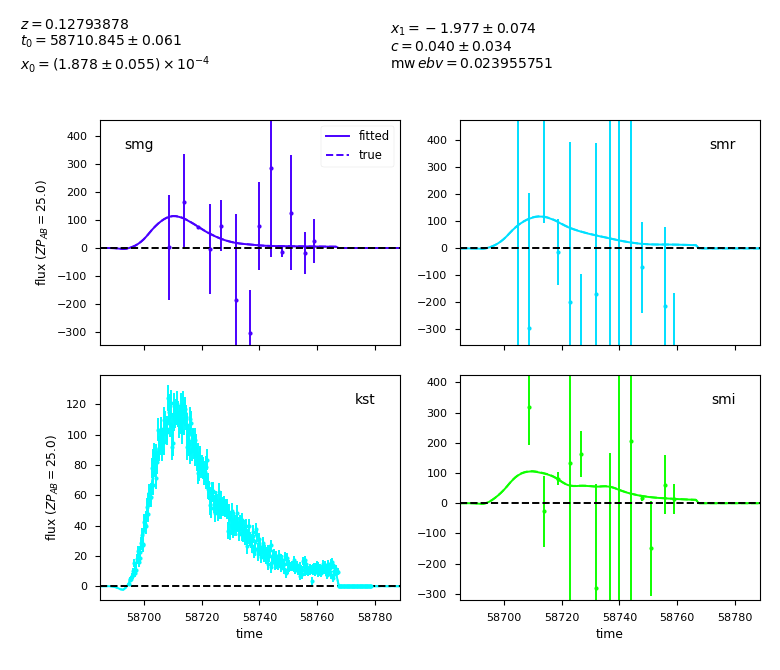 z = 0.12793878
t₀ = 58710.845 ± 0.061
x₀ = (1.878 ± 0.055) × 10⁻⁴
x₁ = −1.977 ± 0.074
c = 0.040 ± 0.034
mw ebv = 0.023955751
smg
fitted
true
400
300
200
100
0
−100
−200
−300
flux (ZP_AB = 25.0)
smr
400
300
200
100
0
−100
−200
−300
kst
120
100
80
60
40
20
0
flux (ZP_AB = 25.0)
58700 58720 58740 58760 58780
time
smi
400
300
200
100
0
−100
−200
−300
58700 58720 58740 58760 58780
time